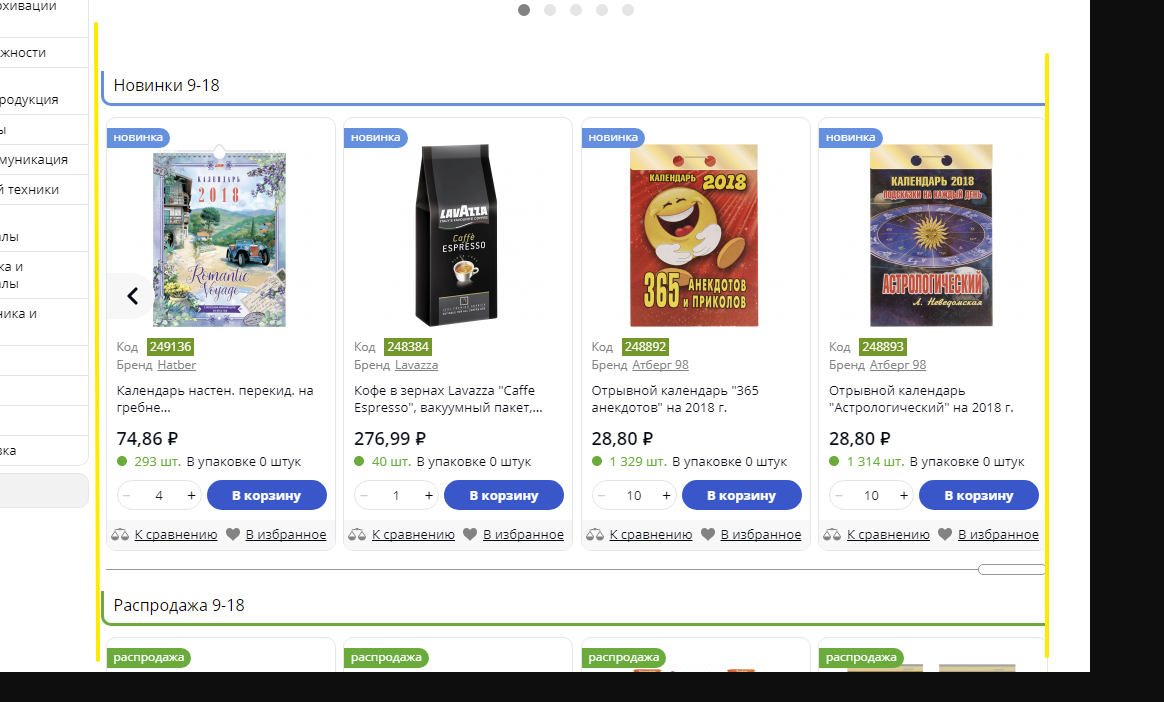 рхивации
жности
родукция
ы
муникация
й техники
лы
ка и
алы
ника и
вка
Новинки 9-18
новинка
КАЛЕНДАРЬ
2018
Romantic
Voyage
Код 249136
Бренд Hatber
Календарь настен. перекид. на
гребне...
74,86 ₽
293 шт. В упаковке 0 штук
− 4 +
В корзину
К сравнению В избранное
новинка
LAVAZZA
ITALY'S FAVOURITE COFFEE
Caffè
ESPRESSO
Код 248384
Бренд Lavazza
Кофе в зернах Lavazza "Caffe
Espresso", вакуумный пакет,...
276,99 ₽
40 шт. В упаковке 0 штук
− 1 +
В корзину
К сравнению В избранное
новинка
КАЛЕНДАРЬ 2018
365 АНЕКДОТОВ
И ПРИКОЛОВ
Код 248892
Бренд Атберг 98
Отрывной календарь "365
анекдотов" на 2018 г.
28,80 ₽
1 329 шт. В упаковке 0 штук
− 10 +
В корзину
К сравнению В избранное
новинка
КАЛЕНДАРЬ 2018
ПОДСКАЗКИ НА КАЖДЫЙ ДЕНЬ
АСТРОЛОГИЧЕСКИЙ
Л. Неведомская
Код 248893
Бренд Атберг 98
Отрывной календарь
"Астрологический" на 2018 г.
28,80 ₽
1 314 шт. В упаковке 0 штук
− 10 +
В корзину
К сравнению В избранное
Распродажа 9-18
распродажа
распродажа
распродажа
распродажа